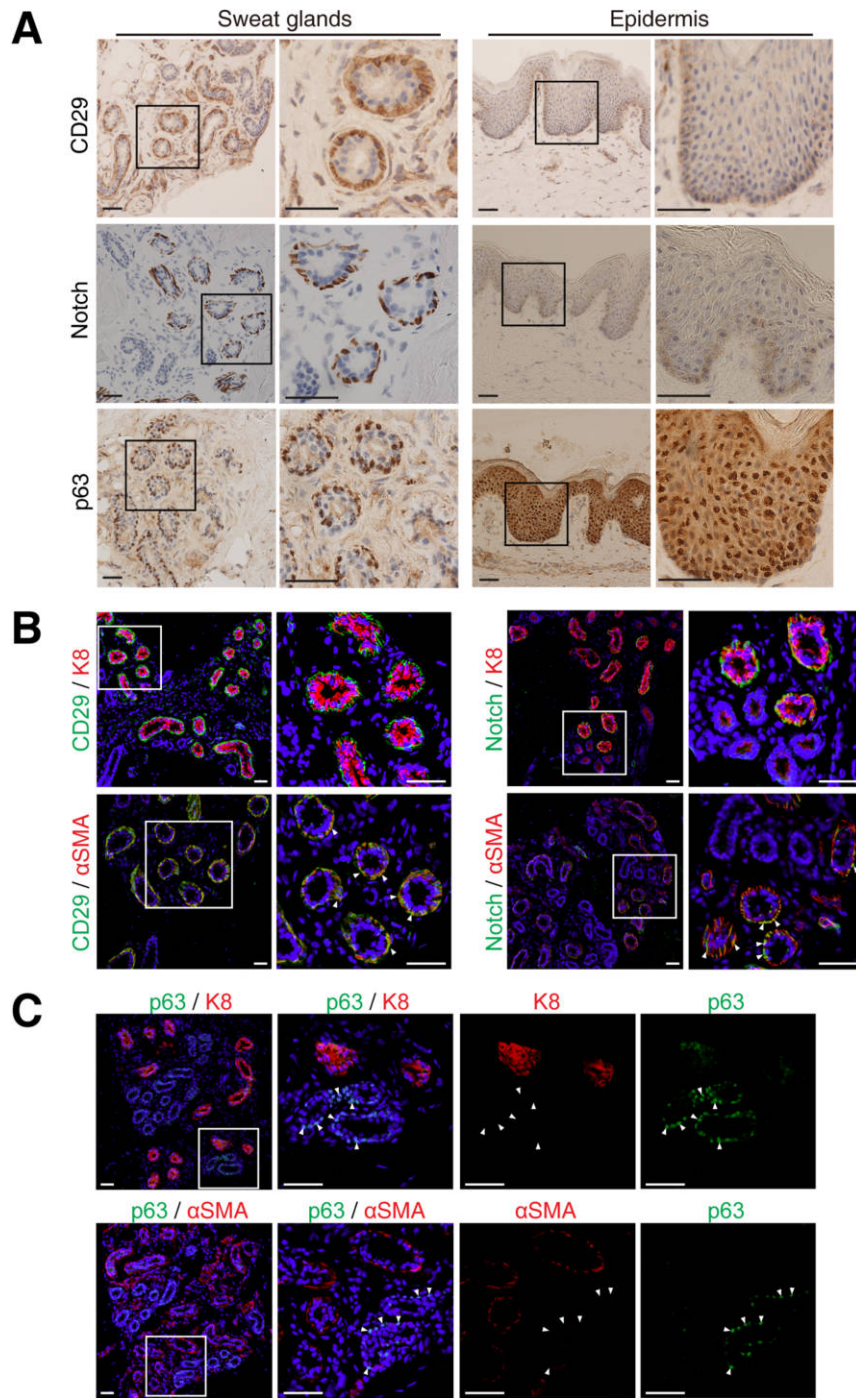 A
Sweat glands Epidermis
CD29
Notch
p63
B
CD29 / K8
Notch / K8
CD29 / αSMA
Notch / αSMA
C
p63 / K8 p63 / K8 K8 p63
p63 / αSMA p63 / αSMA αSMA p63